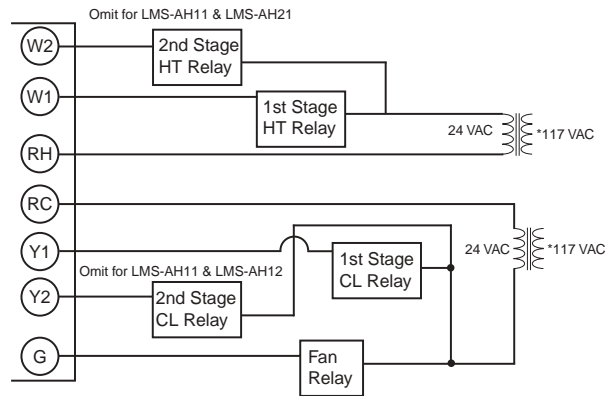 Omit for LMS-AH11 & LMS-AH21
W2
2nd Stage
HT Relay
W1
1st Stage
HT Relay
24 VAC
*117 VAC
RH
RC
Y1
1st Stage
CL Relay
24 VAC
*117 VAC
Omit for LMS-AH11 & LMS-AH12
Y2
2nd Stage
CL Relay
G
Fan
Relay